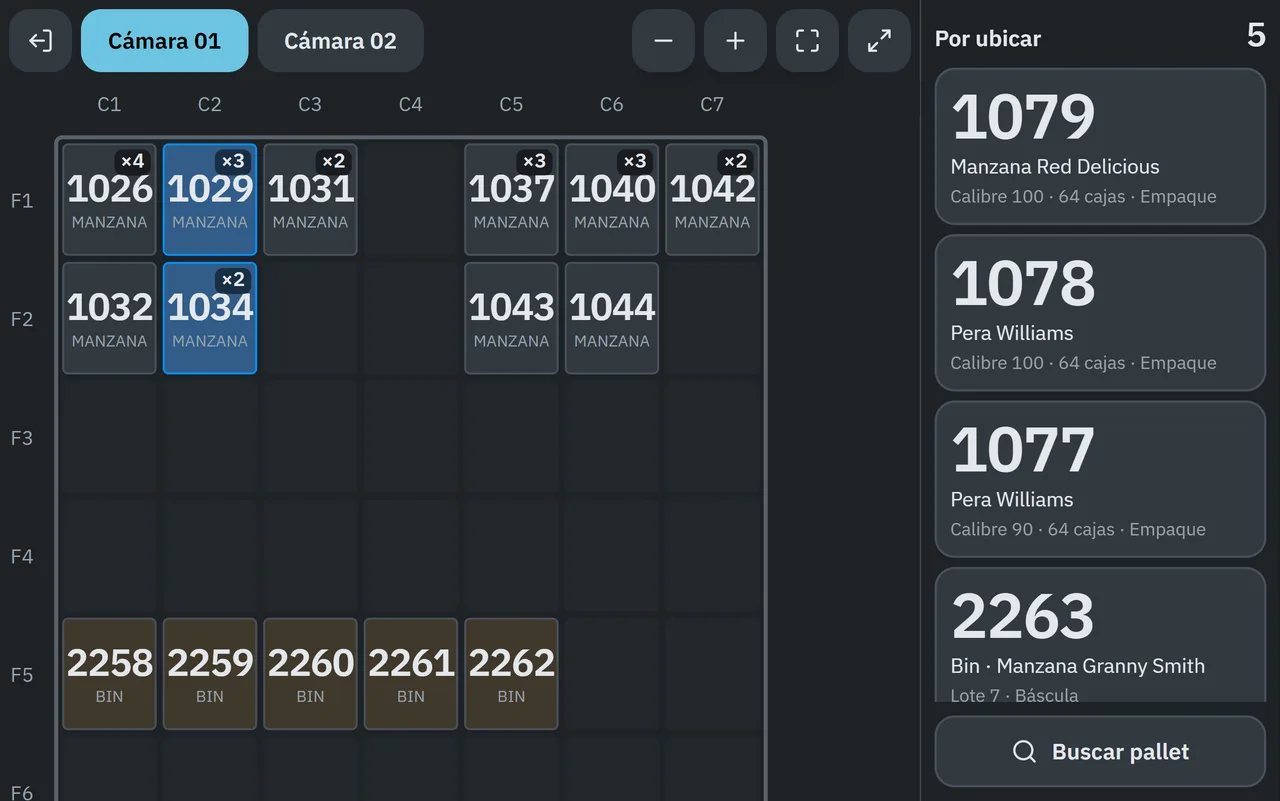 Cámara 01
Cámara 02
C1 C2 C3 C4 C5 C6 C7
F1
×4 ×3 ×2 ×3 ×3 ×2
1026 1029 1031 1037 1040 1042
MANZANA MANZANA MANZANA MANZANA MANZANA MANZANA
F2
×2
1032 1034 1043 1044
MANZANA MANZANA MANZANA MANZANA
F3
F4
F5
2258 2259 2260 2261 2262
BIN BIN BIN BIN BIN
F6
Por ubicar 5
1079
Manzana Red Delicious
Calibre 100 · 64 cajas · Empaque
1078
Pera Williams
Calibre 100 · 64 cajas · Empaque
1077
Pera Williams
Calibre 90 · 64 cajas · Empaque
2263
Bin · Manzana Granny Smith
Lote 7 · Báscula
Buscar pallet